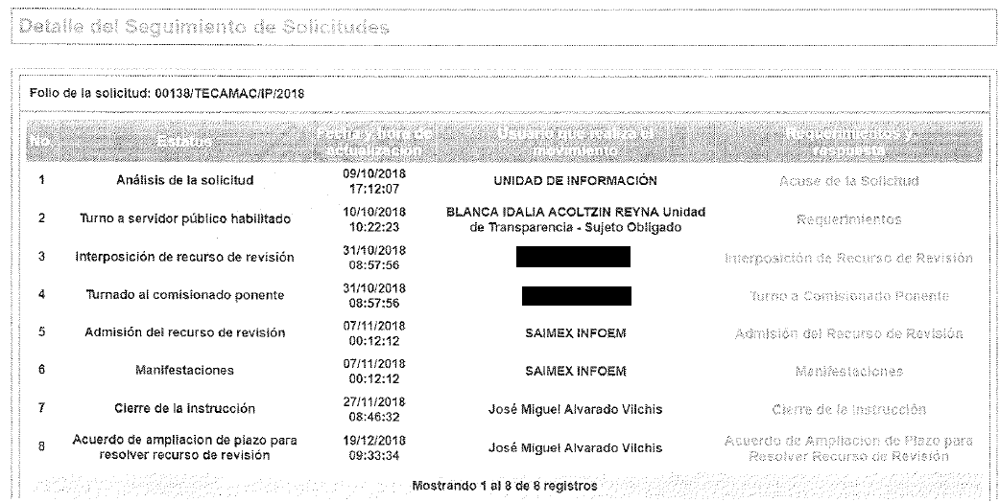 Detalle del Seguimiento de Solicitudes
Folio de la solicitud: 00138/TECAMAC/IP/2018
No. Estatus Fecha y hora de actualización Usuario que realiza el movimiento Requerimientos y respuesta
1 Análisis de la solicitud 09/10/2018 17:12:07 UNIDAD DE INFORMACIÓN Acuse de la Solicitud
2 Turno a servidor público habilitado 10/10/2018 10:22:23 BLANCA IDALIA ACOLTZIN REYNA Unidad de Transparencia - Sujeto Obligado Requerimientos
3 Interposición de recurso de revisión 31/10/2018 08:57:56 Interposición de Recurso de Revisión
4 Turnado al comisionado ponente 31/10/2018 08:57:56 Turno a Comisionado Ponente
5 Admisión del recurso de revisión 07/11/2018 00:12:12 SAIMEX INFOEM Admisión del Recurso de Revisión
6 Manifestaciones 07/11/2018 00:12:12 SAIMEX INFOEM Manifestaciones
7 Cierre de la instrucción 27/11/2018 08:46:32 José Miguel Alvarado Vilchis Cierre de la Instrucción
8 Acuerdo de ampliacion de plazo para resolver recurso de revisión 19/12/2018 09:33:34 José Miguel Alvarado Vilchis Acuerdo de Ampliacion de Plazo para Resolver Recurso de Revisión
Mostrando 1 al 8 de 8 registros